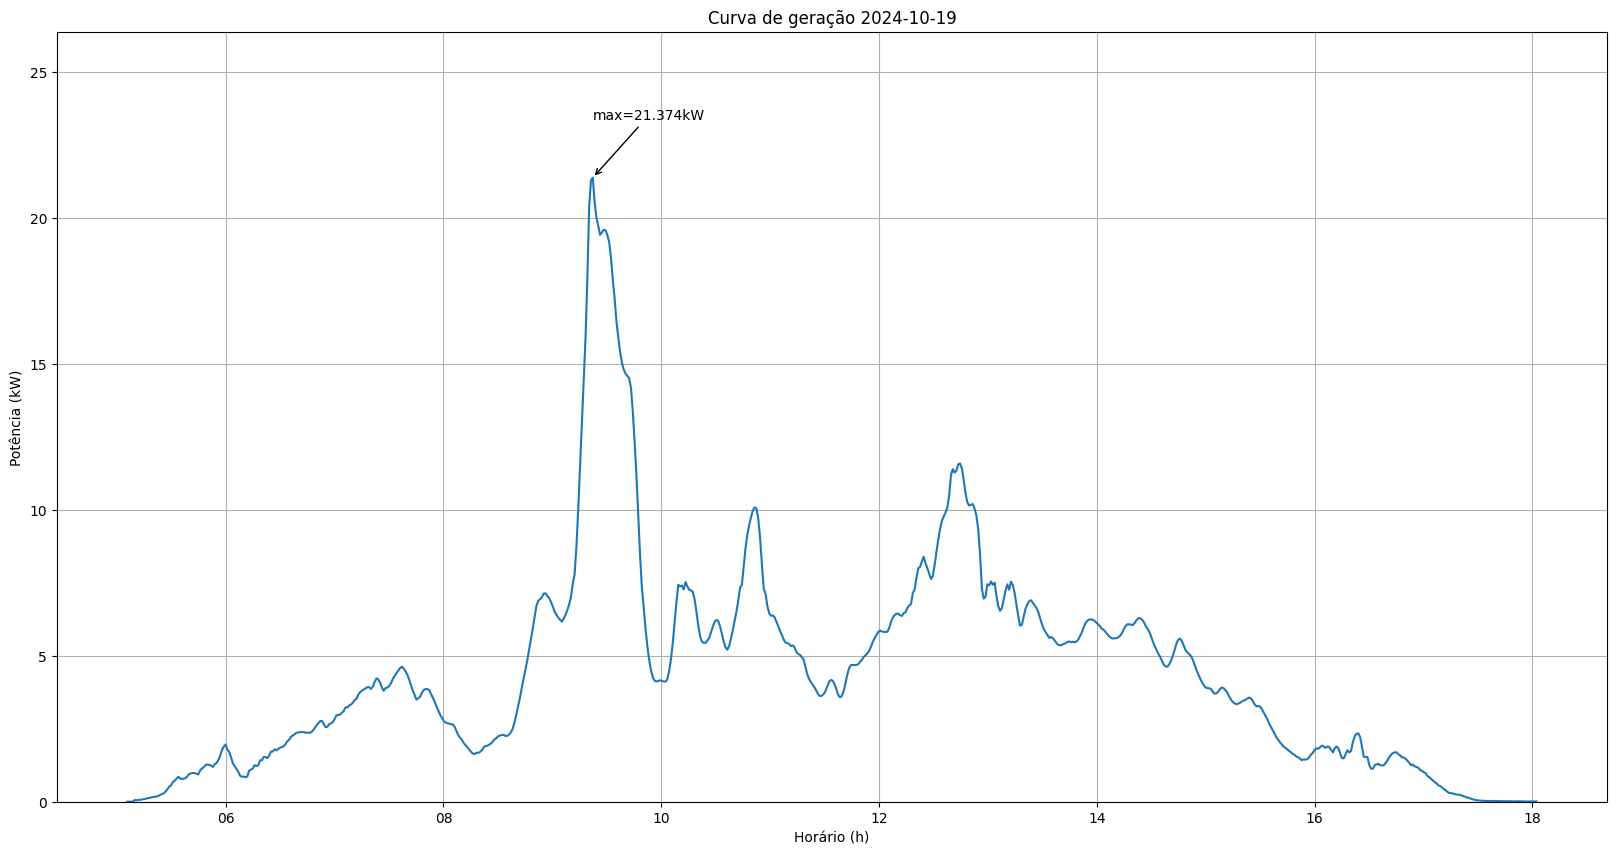 Curva de geração 2024-10-19
25
max=21.374kW
20
15
Potência (kW)
10
5
0
06 08 10 12 14 16 18
Horário (h)